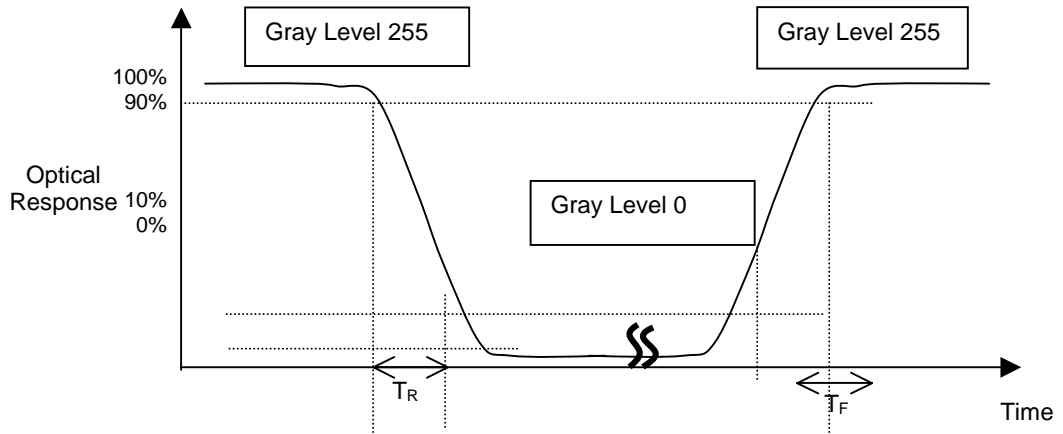 Gray Level 255
Gray Level 255
100%
90%
Optical
Response
10%
0%
Gray Level 0
TR
TF
Time